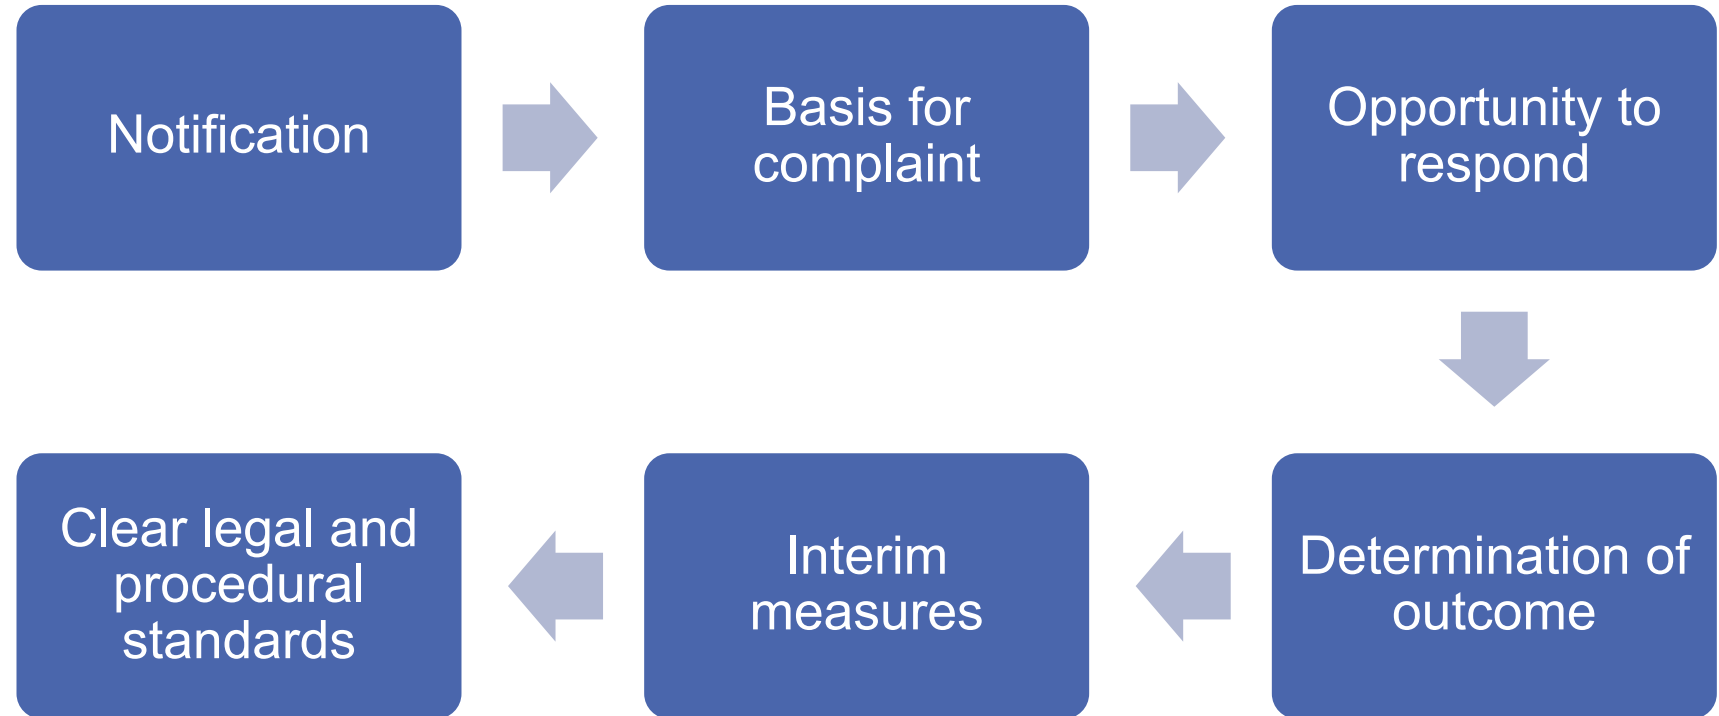 Notification
Basis for
complaint
Opportunity to
respond
Determination of
outcome
Interim
measures
Clear legal and
procedural
standards